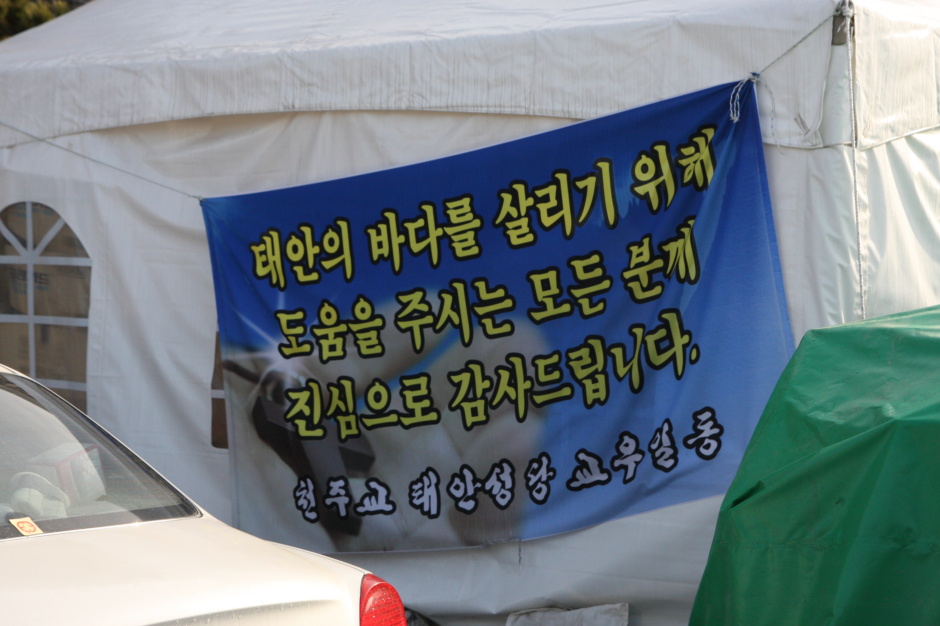 태안의 바다를 살리기 위해
도움을 주시는 모든 분께
진심으로 감사드립니다.
천주교 태안성당 교우일동